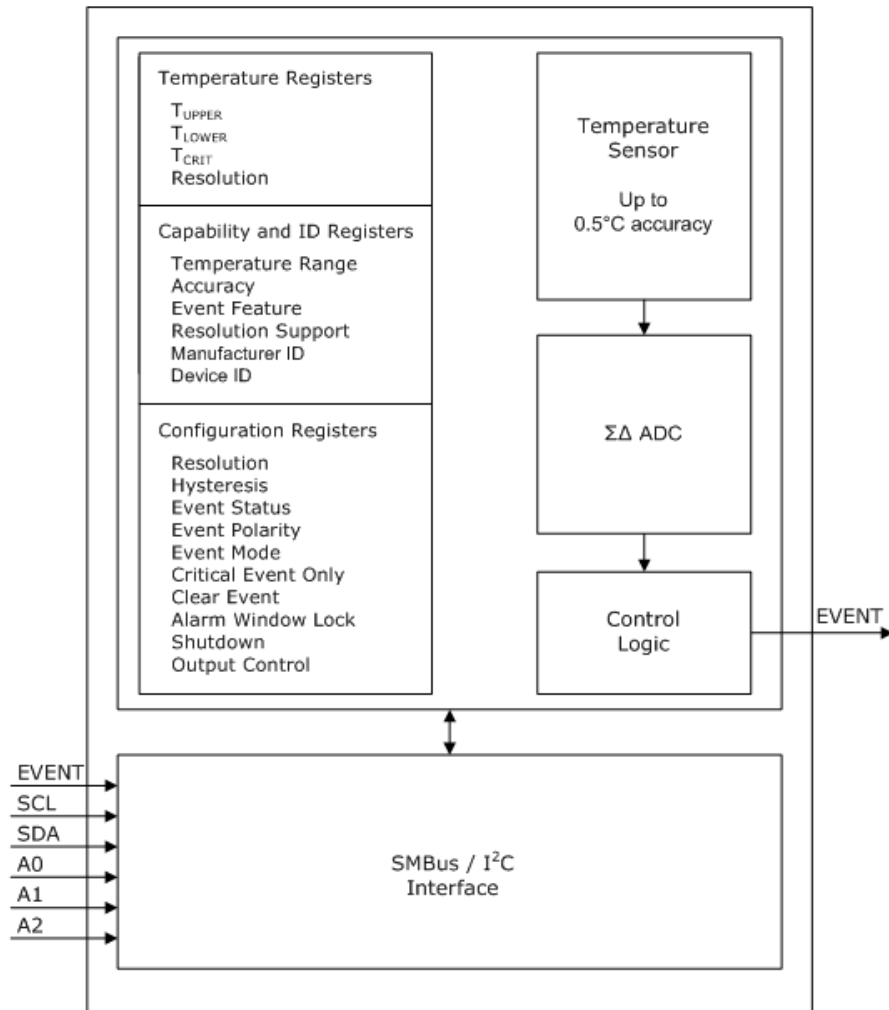 Temperature Registers
T_UPPER
T_LOWER
T_CRIT
Resolution
Capability and ID Registers
Temperature Range
Accuracy
Event Feature
Resolution Support
Manufacturer ID
Device ID
Configuration Registers
Resolution
Hysteresis
Event Status
Event Polarity
Event Mode
Critical Event Only
Clear Event
Alarm Window Lock
Shutdown
Output Control
Temperature
Sensor
Up to
0.5°C accuracy
ΣΔ ADC
Control
Logic
EVENT
EVENT
SCL
SDA
A0
A1
A2
SMBus / I²C
Interface